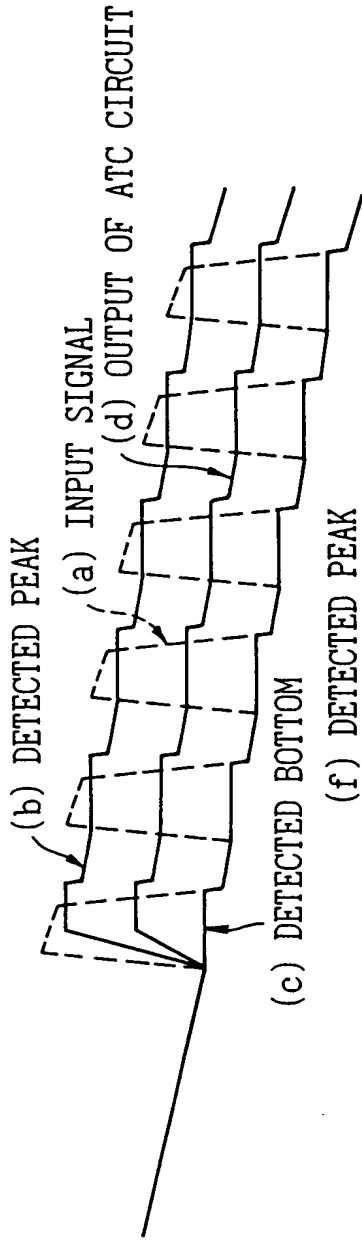 (b) DETECTED PEAK
(a) INPUT SIGNAL
(d) OUTPUT OF ATC CIRCUIT
(c) DETECTED BOTTOM
(f) DETECTED PEAK